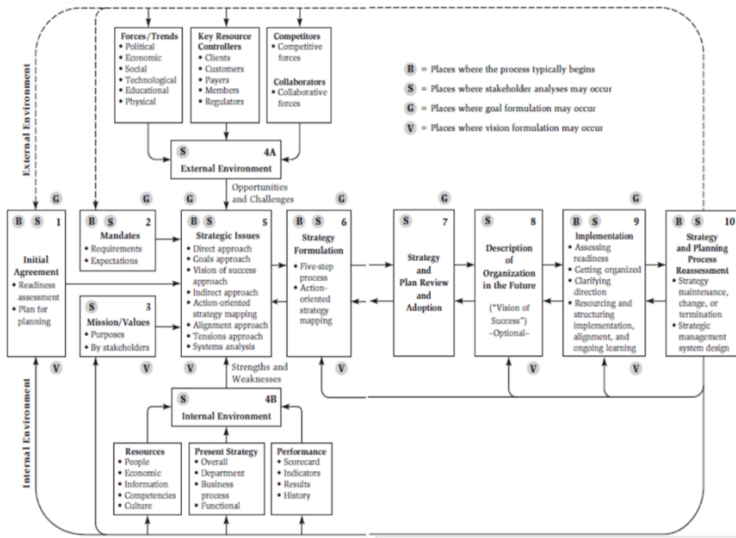 External Environment
Forces/Trends
• Political
• Economic
• Social
• Technological
• Educational
• Physical
Key Resource
Controllers
• Clients
• Customers
• Payers
• Members
• Regulators
Competitors
• Competitive
forces
Collaborators
• Collaborative
forces
B = Places where the process typically begins
S = Places where stakeholder analyses may occur
G = Places where goal formulation may occur
V = Places where vision formulation may occur
S 4A
External Environment
Opportunities
and Challenges
G
B S 1
Initial
Agreement
• Readiness
assessment
• Plan for
planning
V
G
B S 2
Mandates
• Requirements
• Expectations
S 3
Mission/Values
• Purposes
• By stakeholders
V
G
B S 5
Strategic Issues
• Direct approach
• Goals approach
• Vision of success
approach
• Indirect approach
• Action-oriented
strategy mapping
• Alignment approach
• Tensions approach
• Systems analysis
V
G
B S 6
Strategy
Formulation
• Five-step
process
• Action-
oriented
strategy
mapping
V
G
S 7
Strategy
and
Plan Review
and
Adoption
S 8
Description
of
Organization
in the Future
("Vision of
Success")
–Optional–
V
G
B S 9
Implementation
• Assessing
readiness
• Getting organized
• Clarifying
direction
• Resourcing and
structuring
implementation,
alignment, and
ongoing learning
V
B S 10
Strategy
and Planning
Process
Reassessment
• Strategy
maintenance,
change, or
termination
• Strategic
management
system design
Strengths and
Weaknesses
S 4B
Internal Environment
Internal Environment
Resources
• People
• Economic
• Information
• Competencies
• Culture
Present Strategy
• Overall
• Department
• Business
process
• Functional
Performance
• Scorecard
• Indicators
• Results
• History